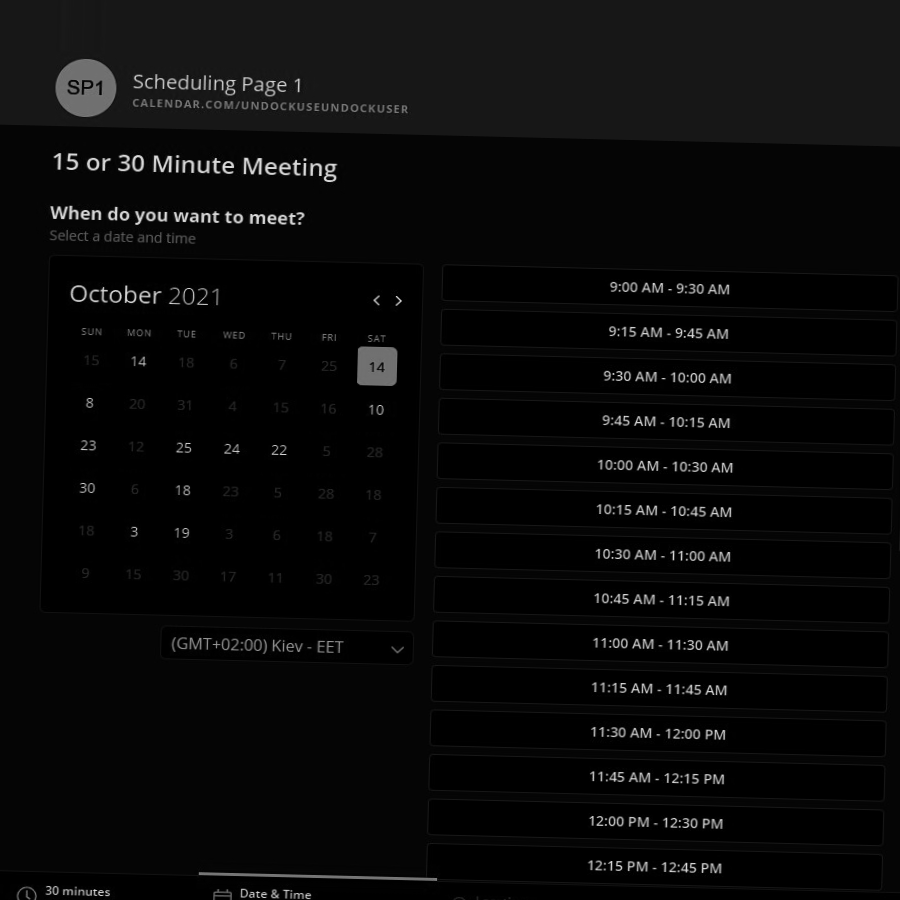 SP1
Scheduling Page 1
CALENDAR.COM/UNDOCKUSEUNDOCKUSER
15 or 30 Minute Meeting
When do you want to meet?
Select a date and time
October 2021
SUN MON TUE WED THU FRI SAT
15 14 18 6 7 25 14
8 20 31 4 15 16 10
23 12 25 24 22 5 28
30 6 18 23 5 28 18
18 3 19 3 6 18 7
9 15 30 17 11 30 23
(GMT+02:00) Kiev - EET
9:00 AM - 9:30 AM
9:15 AM - 9:45 AM
9:30 AM - 10:00 AM
9:45 AM - 10:15 AM
10:00 AM - 10:30 AM
10:15 AM - 10:45 AM
10:30 AM - 11:00 AM
10:45 AM - 11:15 AM
11:00 AM - 11:30 AM
11:15 AM - 11:45 AM
11:30 AM - 12:00 PM
11:45 AM - 12:15 PM
12:00 PM - 12:30 PM
12:15 PM - 12:45 PM
30 minutes
Date & Time